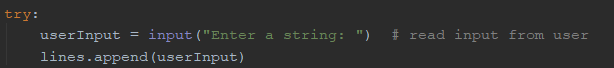 try:
    userInput = input("Enter a string: ")  # read input from user
    lines.append(userInput)